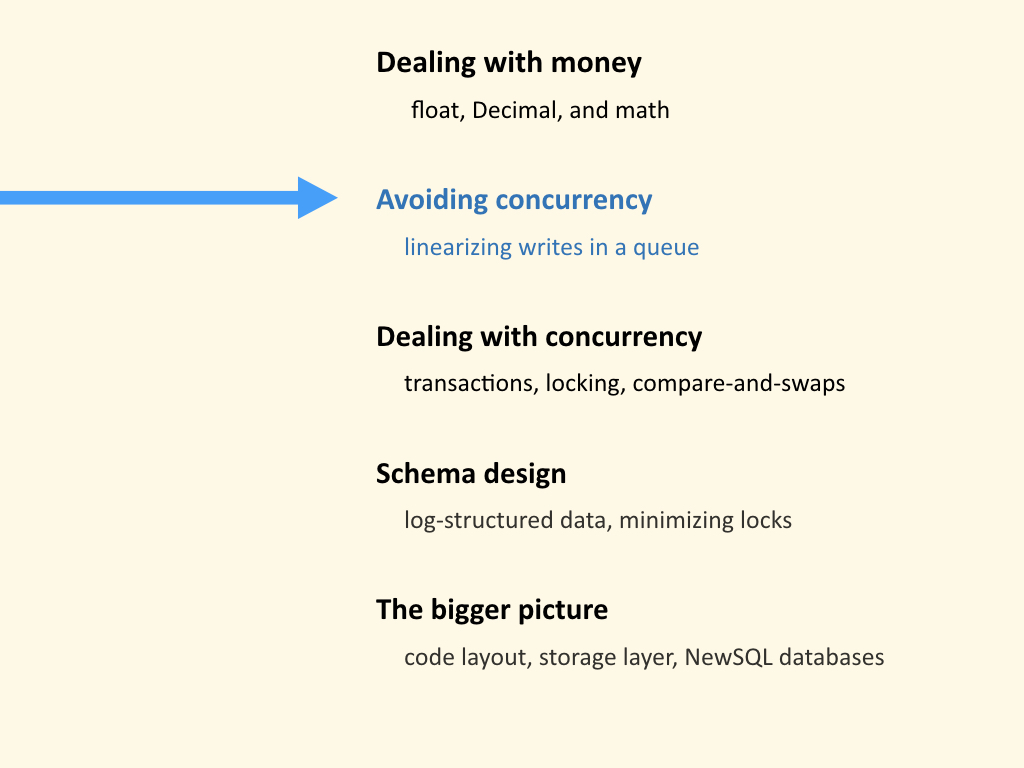 Dealing with money
float, Decimal, and math
Avoiding concurrency
linearizing writes in a queue
Dealing with concurrency
transactions, locking, compare-and-swaps
Schema design
log-structured data, minimizing locks
The bigger picture
code layout, storage layer, NewSQL databases